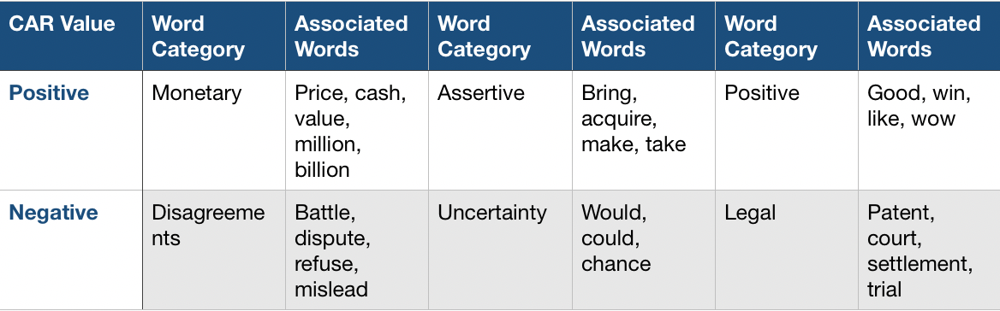 CAR Value
Word
Category
Associated
Words
Word
Category
Associated
Words
Word
Category
Associated
Words
Positive
Monetary
Price, cash,
value,
million,
billion
Assertive
Bring,
acquire,
make, take
Positive
Good, win,
like, wow
Negative
Disagreeme
nts
Battle,
dispute,
refuse,
mislead
Uncertainty
Would,
could,
chance
Legal
Patent,
court,
settlement,
trial